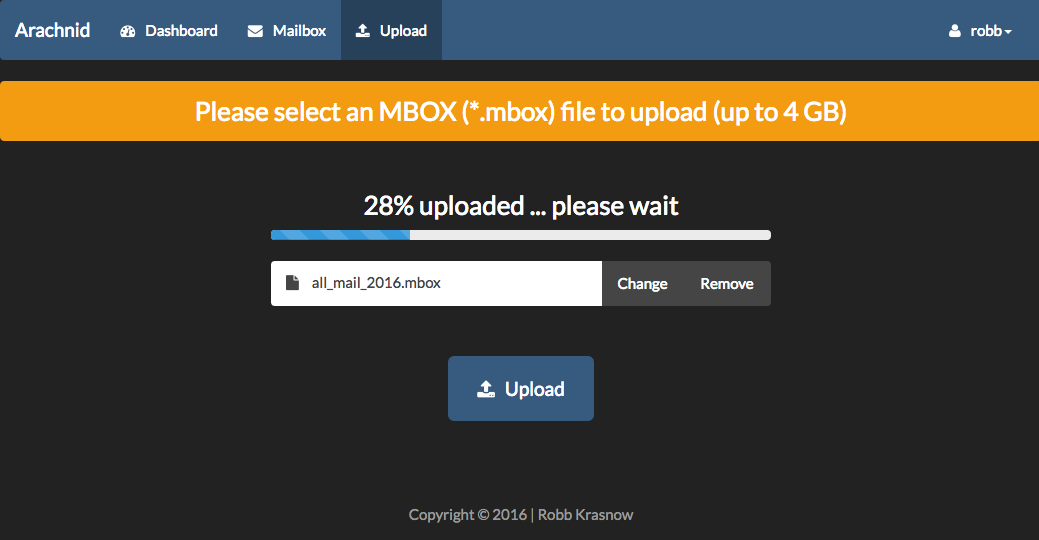 Arachnid Dashboard Mailbox Upload robb
Please select an MBOX (*.mbox) file to upload (up to 4 GB)
28% uploaded ... please wait
all_mail_2016.mbox Change Remove
Upload
Copyright © 2016 | Robb Krasnow